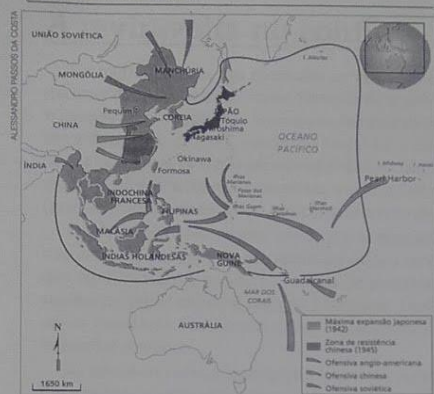 ALESSANDRO PASSOS DA COSTA
UNIÃO SOVIÉTICA
MONGÓLIA
MANCHÚRIA
Pequim
CHINA
COREIA
JAPÃO
Tóquio
Hiroshima
Nagasaki
OCEANO
PACÍFICO
ÍNDIA
Okinawa
Formosa
Pearl Harbor
INDOCHINA
FRANCESA
FILIPINAS
Ilhas
Marianas
MALÁSIA
ÍNDIAS HOLANDESAS
NOVA
GUINÉ
Guadalcanal
MAR DOS
CORAIS
AUSTRÁLIA
N
1650 km
Máxima expansão japonesa
(1942)
Zona de resistência
chinesa (1945)
Ofensiva anglo-americana
Ofensiva chinesa
Ofensiva soviética